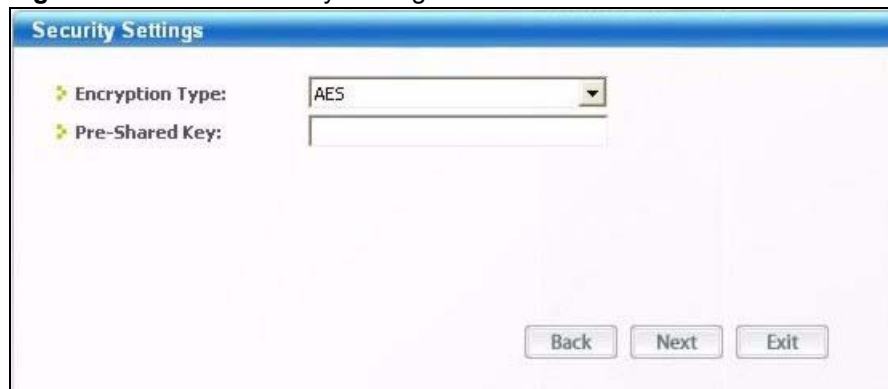 Security Settings
Encryption Type: AES
Pre-Shared Key:
Back Next Exit